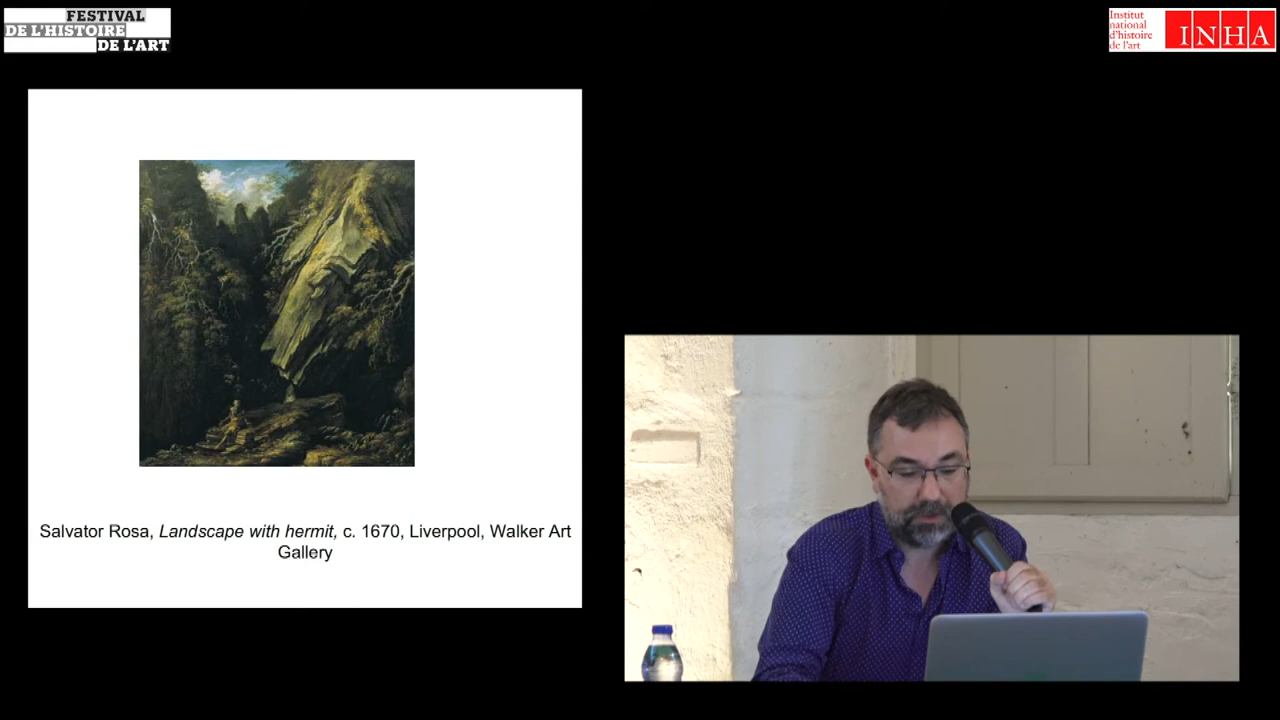 FESTIVAL
DE L'HISTOIRE
DE L'ART
Institut
national
d'histoire
de l'art
INHA
Salvator Rosa, Landscape with hermit, c. 1670, Liverpool, Walker Art
Gallery